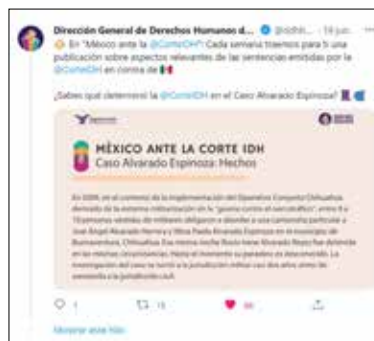 Dirección General de Derechos Humanos d...
En "México ante la @CorteIDH": Cada semana traemos para ti una
publicación sobre aspectos relevantes de las sentencias emitidas por la
@CorteIDH en contra de
¿Sabes qué determinó la @CorteIDH en el Caso Alvarado Espinoza?
MÉXICO ANTE LA CORTE IDH
Caso Alvarado Espinoza: Hechos
En 2009, en el contexto de la implementación del Operativo Conjunto Chihuahua
derivado de la extrema militarización en la "guerra contra el narcotráfico", entre 8 y
10 personas vestidas de militares obligaron a abordar a una camioneta particular a
José Ángel Alvarado Herrera y Nitza Paola Alvarado Espinoza en el municipio de
Buenaventura, Chihuahua. Esa misma noche Rocío Irene Alvarado Reyes fue detenida
en las mismas circunstancias. Hasta el momento su paradero es desconocido. La
investigación del caso se turnó a la jurisdicción militar casi dos años antes de
a la jurisdicción civil.
1
Mostrar este hilo